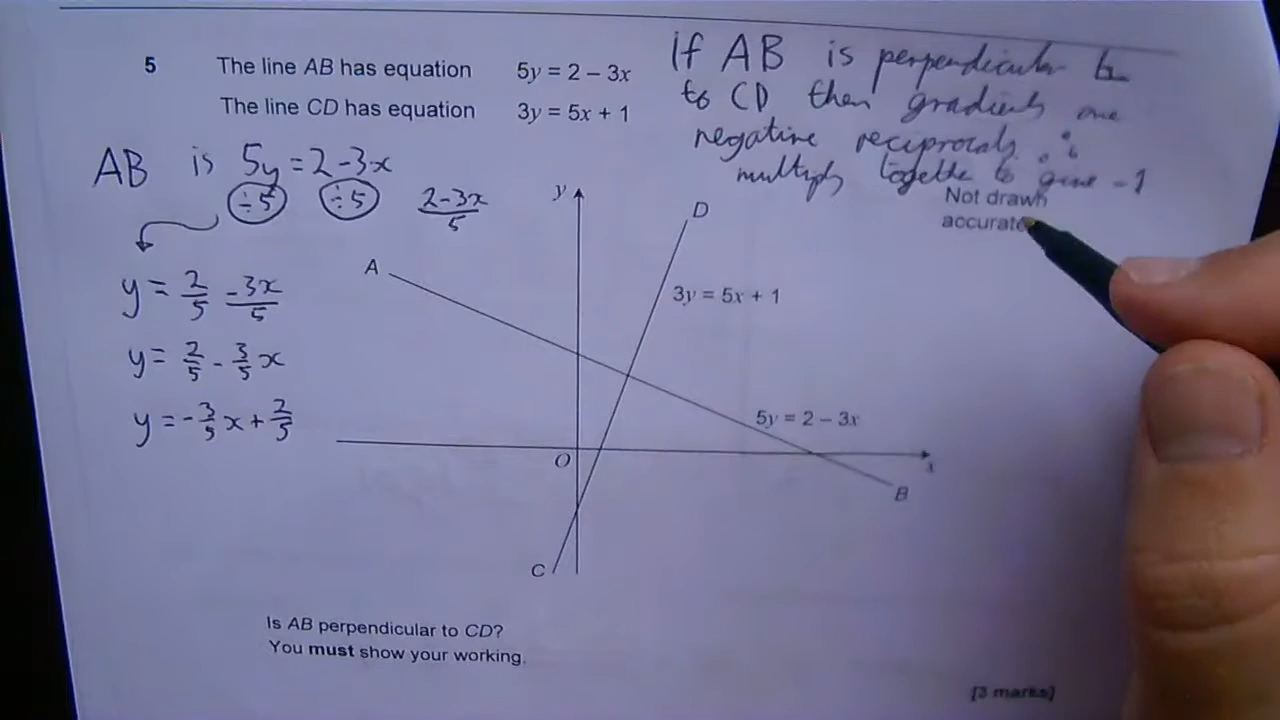 5 The line AB has equation 5y = 2 – 3x
The line CD has equation 3y = 5x + 1
If AB is perpendicular
to CD then gradients are
negative reciprocals ∴
multiply together to give -1
AB is 5y = 2 - 3x
÷5 ÷5 2-3x/5
y = 2/5 -3x/5
y = 2/5 - 3/5 x
y = -3/5 x + 2/5
Not drawn
y
D
A
3y = 5x + 1
5y = 2 – 3x
O
x
B
C
Is AB perpendicular to CD?
You must show your working.
[3 marks]